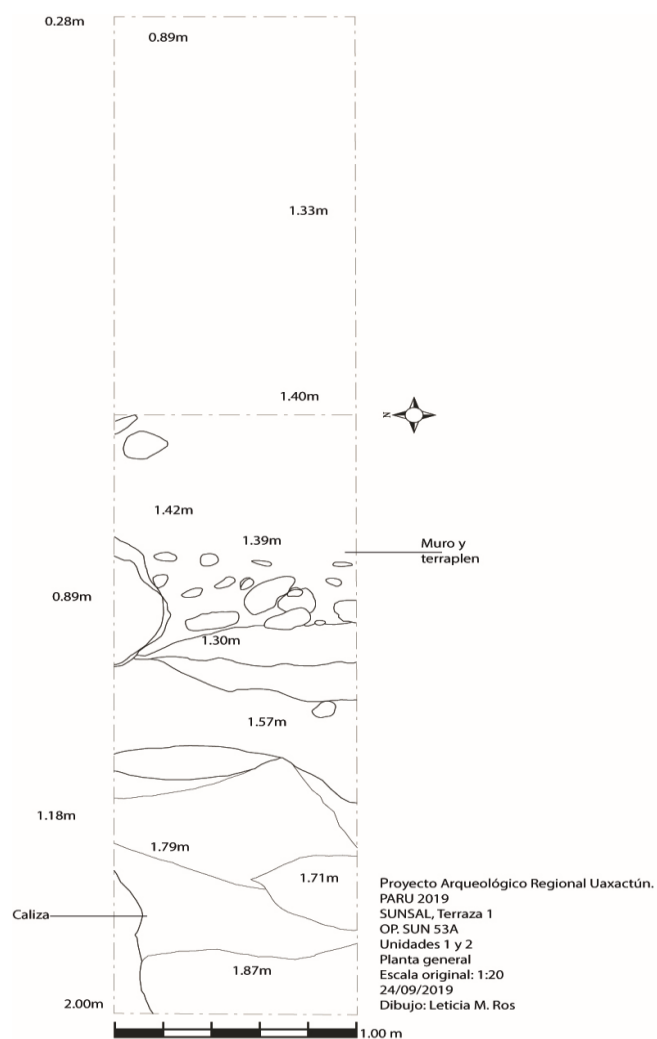 0.28m
0.89m
1.33m
1.40m
N
1.42m
1.39m
Muro y
terraplen
0.89m
1.30m
1.57m
1.18m
1.79m
1.71m
Caliza
1.87m
2.00m
Proyecto Arqueológico Regional Uaxactún.
PARU 2019
SUNSAL, Terraza 1
OP. SUN 53A
Unidades 1 y 2
Planta general
Escala original: 1:20
24/09/2019
Dibujo: Leticia M. Ros
1.00 m